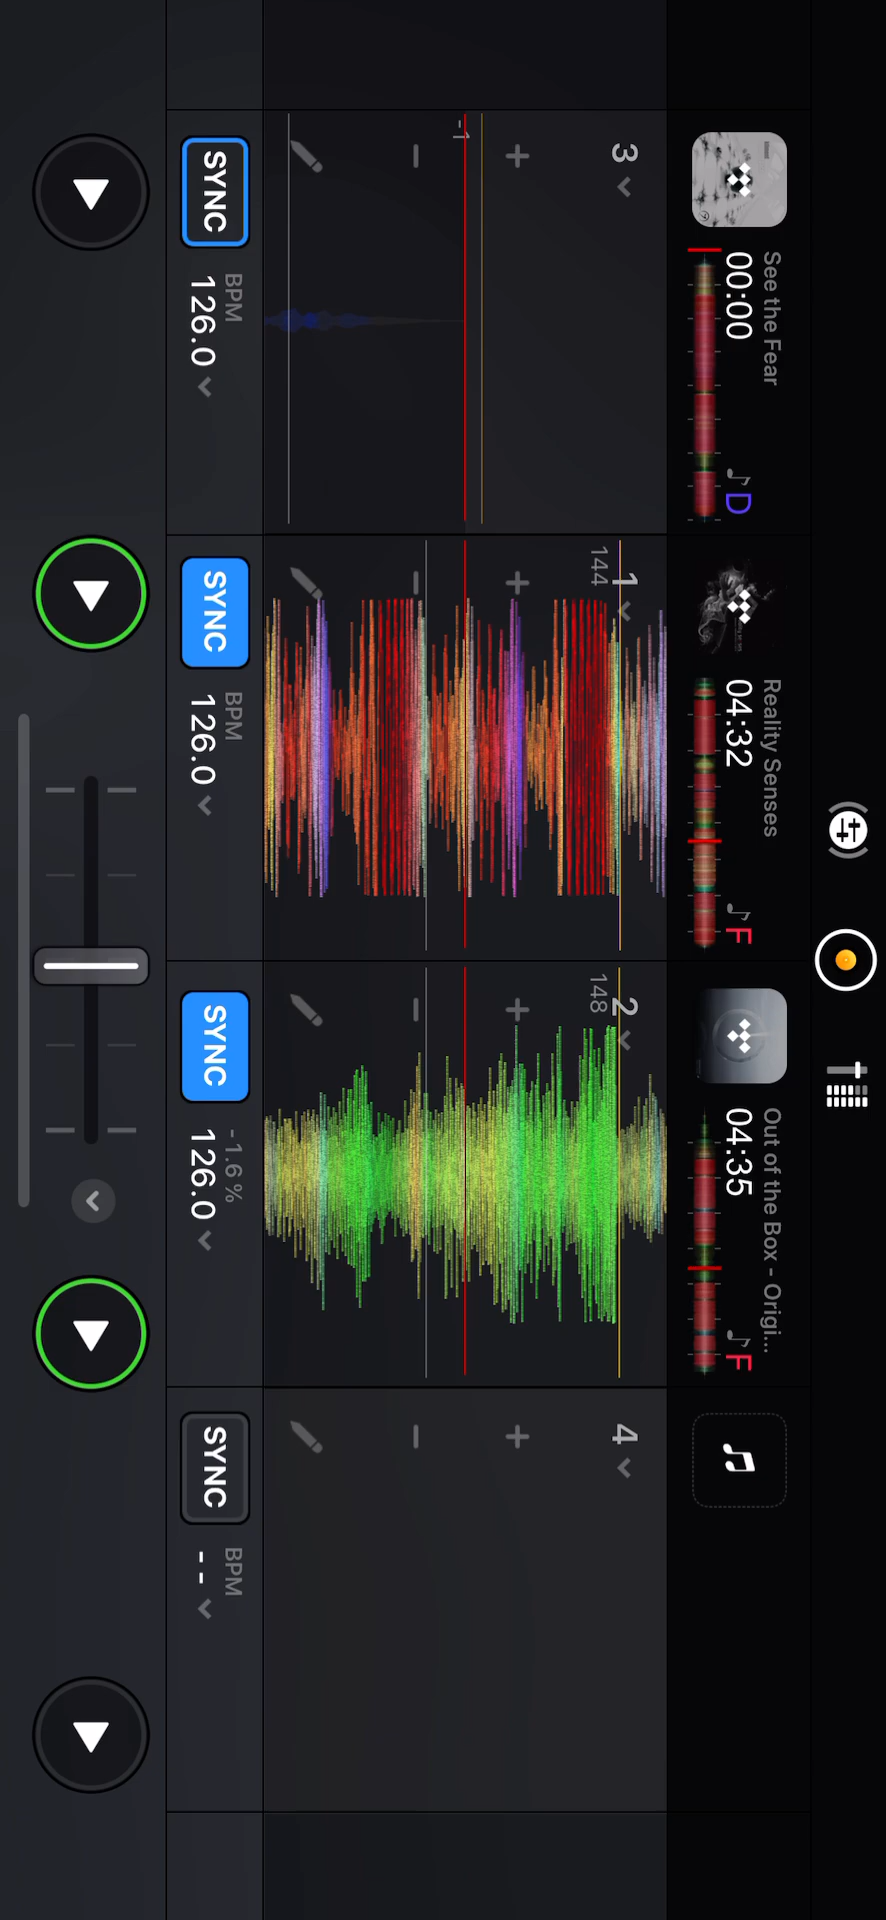 See the Fear
00:00
D
3
-1
SYNC
BPM
126.0
Reality Senses
04:32
F
1
144
SYNC
BPM
126.0
Out of the Box - Origi...
04:35
F
2
148
SYNC
-1.6 %
126.0
4
SYNC
BPM
--